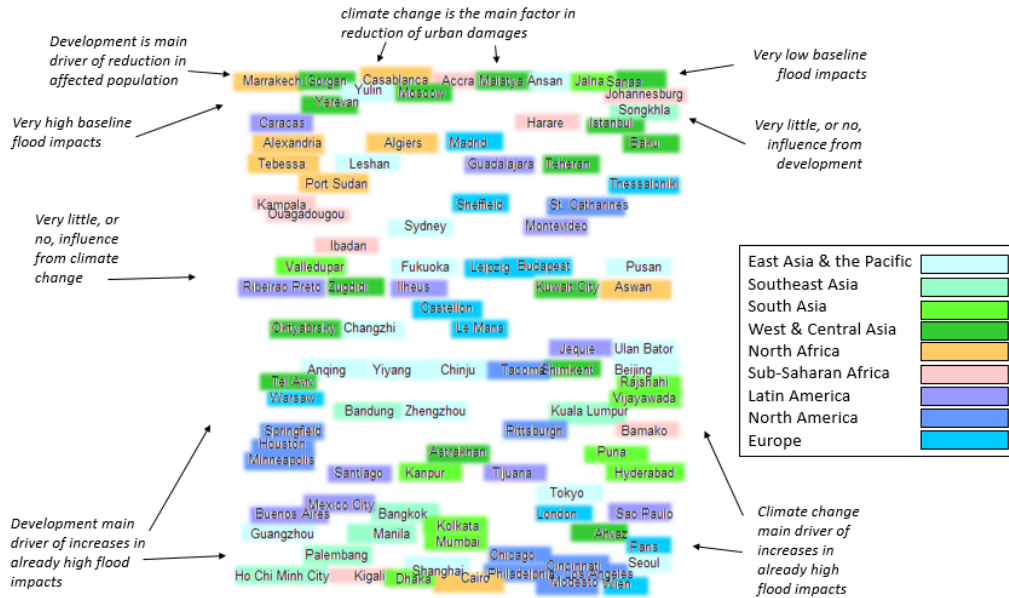 climate change is the main factor in
reduction of urban damages
Development is main
driver of reduction in
affected population
Very low baseline
flood impacts
Marrakech Gorgan Casablanca Accra Malatya Ansan Jalna Sanaa
Yulin Moscow Johannesburg
Yerevan Songkhla
Very high baseline
flood impacts
Caracas Harare Istanbul
Very little, or no,
influence from
development
Alexandria Algiers Madrid Baku
Tebessa Leshan Guadalajara Teheran
Port Sudan Thessaloniki
Kampala Sheffield St. Catharines
Ouagadougou
Very little, or
no, influence
from climate
change
Sydney Montevideo
Ibadan
Valledupar Fukuoka Leipzig Budapest Pusan
Ribeirao Preto Zugdidi Ilheus Kuwait City Aswan
Castellon
Oktyabrsky Changzhi Le Mans
Jequie Ulan Bator
Anqing Yiyang Chinju Tacoma Shimkent Beijing
Tel Aviv Rajshahi
Warsaw Vijayawada
Bandung Zhengzhou Kuala Lumpur
Springfield Pittsburgh Bamako
Houston
Minneapolis Astrakhan Puna
Santiago Kanpur Tijuana Hyderabad
Tokyo
Mexico City
Buenos Aires Bangkok London Sao Paulo
Guangzhou Manila Kolkata Ahvaz
Mumbai Paris
Palembang Chicago Seoul
Shanghai Cincinnati
Ho Chi Minh City Kigali Dhaka Cairo Philadelphia Los Angeles
Modesto Wien
Development main
driver of increases in
already high flood
impacts
Climate change
main driver of
increases in
already high
flood impacts
East Asia & the Pacific
Southeast Asia
South Asia
West & Central Asia
North Africa
Sub-Saharan Africa
Latin America
North America
Europe